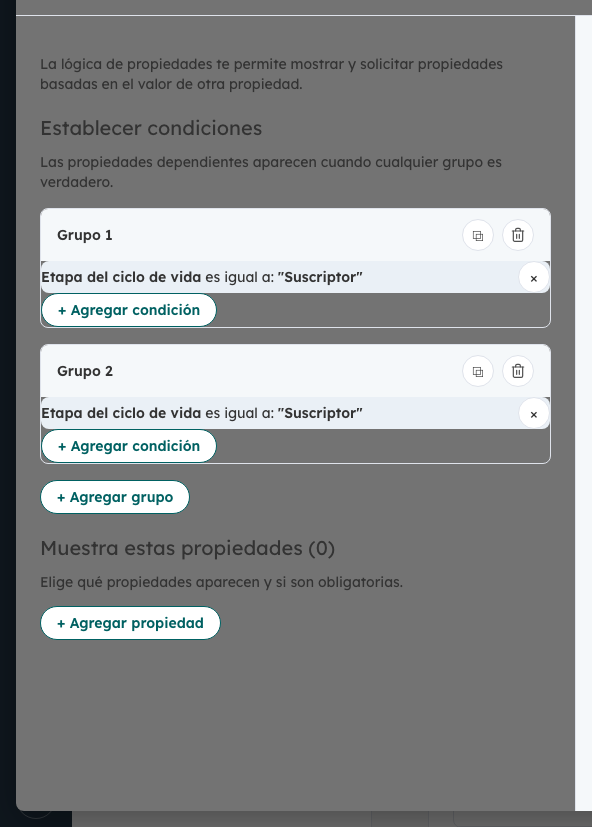 La lógica de propiedades te permite mostrar y solicitar propiedades
basadas en el valor de otra propiedad.
Establecer condiciones
Las propiedades dependientes aparecen cuando cualquier grupo es
verdadero.
Grupo 1
Etapa del ciclo de vida es igual a: "Suscriptor"
+ Agregar condición
Grupo 2
Etapa del ciclo de vida es igual a: "Suscriptor"
+ Agregar condición
+ Agregar grupo
Muestra estas propiedades (0)
Elige qué propiedades aparecen y si son obligatorias.
+ Agregar propiedad